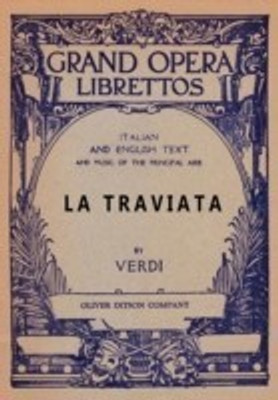 GRAND OPERA
LIBRETTOS
ITALIAN
AND ENGLISH TEXT
AND MUSIC OF THE PRINCIPAL AIRS
LA TRAVIATA
BY
VERDI
OLIVER DITSON COMPANY